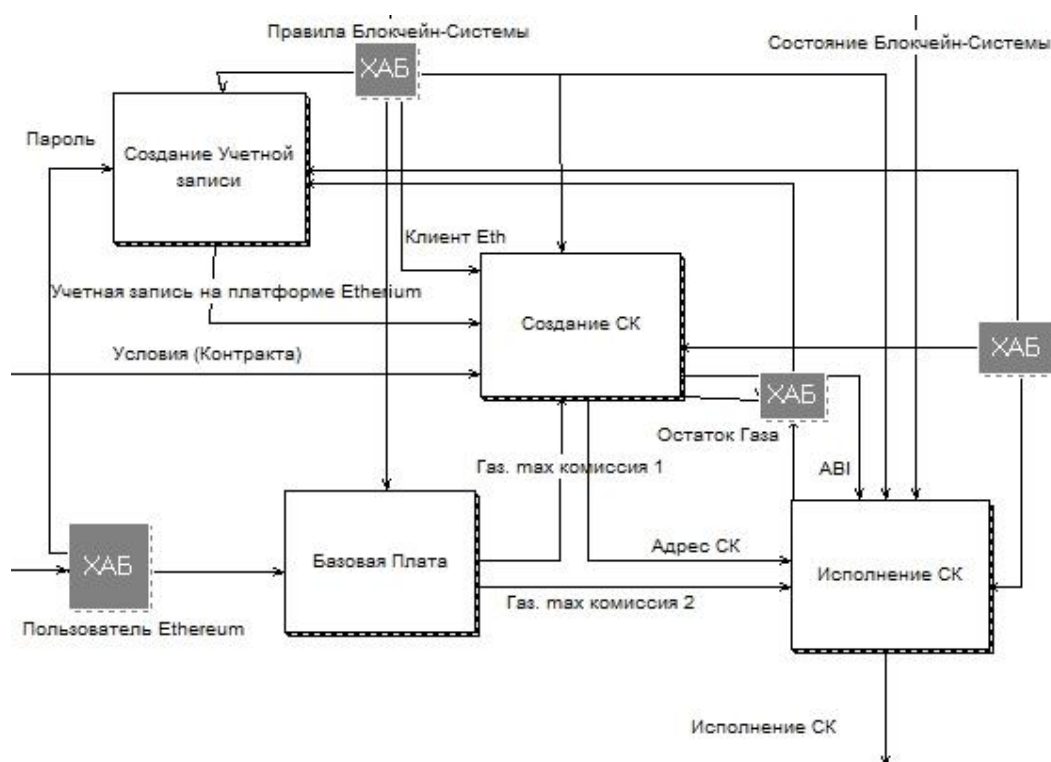 Правила Блокчейн-Системы
Состояние Блокчейн-Системы
ХАБ
Пароль
Создание Учетной
записи
Клиент Eth
Учетная запись на платформе Etherium
Создание СК
ХАБ
Условия (Контракта)
ХАБ
Остаток Газа
Газ. max комиссия 1
ABI
Адрес СК
ХАБ
Базовая Плата
Исполнение СК
Газ. max комиссия 2
Пользователь Ethereum
Исполнение СК